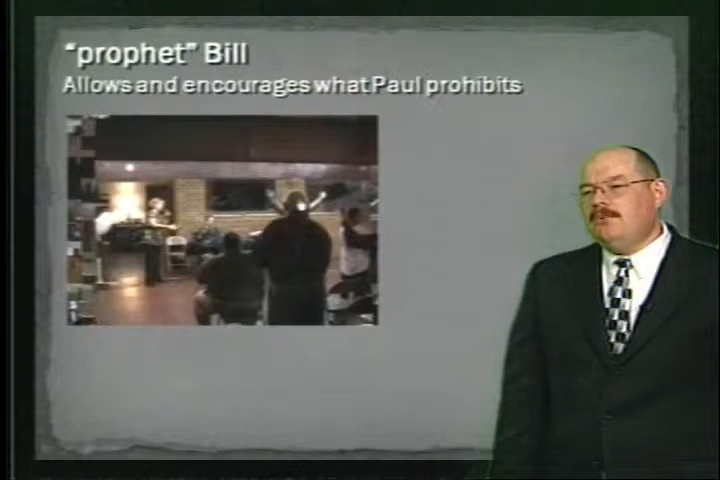 “prophet” Bill
Allows and encourages what Paul prohibits